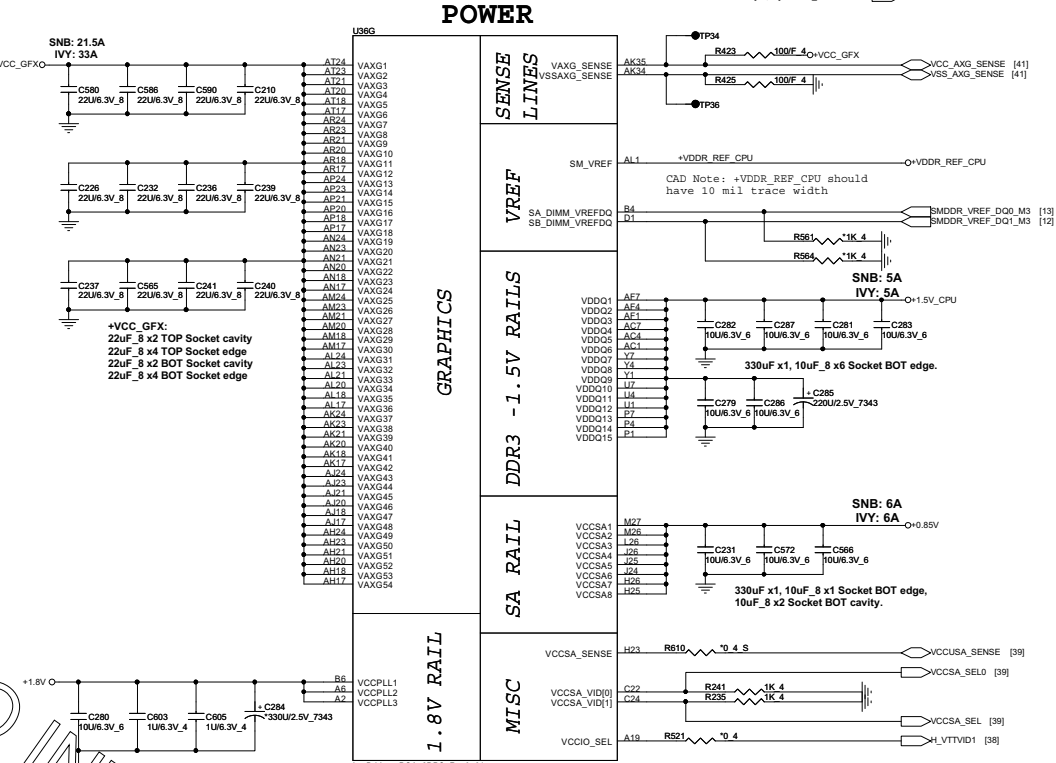 POWER
U36G
SNB: 21.5A
IVY: 33A
VCC_GFX
C580
22U/6.3V_8
C586
22U/6.3V_8
C590
22U/6.3V_8
C210
22U/6.3V_8
C226
22U/6.3V_8
C232
22U/6.3V_8
C236
22U/6.3V_8
C239
22U/6.3V_8
C237
22U/6.3V_8
C565
22U/6.3V_8
C241
22U/6.3V_8
C240
22U/6.3V_8
+VCC_GFX:
22uF_8 x2 TOP Socket cavity
22uF_8 x4 TOP Socket edge
22uF_8 x2 BOT Socket cavity
22uF_8 x4 BOT Socket edge
AT24 VAXG1
AT23 VAXG2
AT21 VAXG3
AT20 VAXG4
AT18 VAXG5
AT17 VAXG6
AR24 VAXG7
AR23 VAXG8
AR21 VAXG9
AR20 VAXG10
AR18 VAXG11
AR17 VAXG12
AP24 VAXG13
AP23 VAXG14
AP21 VAXG15
AP20 VAXG16
AP18 VAXG17
AP17 VAXG18
AN24 VAXG19
AN23 VAXG20
AN21 VAXG21
AN20 VAXG22
AN18 VAXG23
AN17 VAXG24
AM24 VAXG25
AM23 VAXG26
AM21 VAXG27
AM20 VAXG28
AM18 VAXG29
AM17 VAXG30
AL24 VAXG31
AL23 VAXG32
AL21 VAXG33
AL20 VAXG34
AL18 VAXG35
AL17 VAXG36
AK24 VAXG37
AK23 VAXG38
AK21 VAXG39
AK20 VAXG40
AK18 VAXG41
AK17 VAXG42
AJ24 VAXG43
AJ23 VAXG44
AJ21 VAXG45
AJ20 VAXG46
AJ18 VAXG47
AJ17 VAXG48
AH24 VAXG49
AH23 VAXG50
AH21 VAXG51
AH20 VAXG52
AH18 VAXG53
AH17 VAXG54
GRAPHICS
+1.8V
C280
10U/6.3V_6
C603
1U/6.3V_4
C605
1U/6.3V_4
+ C284
*330U/2.5V_7343
B6 VCCPLL1
A6 VCCPLL2
A2 VCCPLL3
1.8V RAIL
SENSE
LINES
VAXG_SENSE AK35
VSSAXG_SENSE AK34
TP34
R423 100/F_4 +VCC_GFX
VCC_AXG_SENSE [41]
VSS_AXG_SENSE [41]
R425 100/F_4
TP36
VREF
SM_VREF AL1 +VDDR_REF_CPU +VDDR_REF_CPU
CAD Note: +VDDR_REF_CPU should
have 10 mil trace width
SA_DIMM_VREFDQ B4 SMDDR_VREF_DQ0_M3 [13]
SB_DIMM_VREFDQ D1 SMDDR_VREF_DQ1_M3 [12]
R561 *1K_4
R564 *1K_4
DDR3 -1.5V RAILS
SNB: 5A
IVY: 5A
+1.5V_CPU
VDDQ1 AF7
VDDQ2 AF4
VDDQ3 AF1
VDDQ4 AC7
VDDQ5 AC4
VDDQ6 AC1
VDDQ7 Y7
VDDQ8 Y4
VDDQ9 Y1
VDDQ10 U7
VDDQ11 U4
VDDQ12 U1
VDDQ13 P7
VDDQ14 P4
VDDQ15 P1
C282
10U/6.3V_6
C287
10U/6.3V_6
C281
10U/6.3V_6
C283
10U/6.3V_6
330uF x1, 10uF_8 x6 Socket BOT edge.
C279
10U/6.3V_6
C286
10U/6.3V_6
+ C285
220U/2.5V_7343
SA RAIL
SNB: 6A
IVY: 6A
+0.85V
VCCSA1 M27
VCCSA2 M26
VCCSA3 L26
VCCSA4 J26
VCCSA5 J25
VCCSA6 J24
VCCSA7 H26
VCCSA8 H25
C231
10U/6.3V_6
C572
10U/6.3V_6
C566
10U/6.3V_6
330uF x1, 10uF_8 x1 Socket BOT edge,
10uF_8 x2 Socket BOT cavity.
MISC
VCCSA_SENSE H23 R610 *0_4_S VCCUSA_SENSE [39]
VCCSA_SEL0 [39]
VCCSA_VID[0] C22 R241 1K_4
VCCSA_VID[1] C24 R235 1K_4
VCCSA_SEL [39]
VCCIO_SEL A19 R521 *0_4 H_VTTVID1 [38]